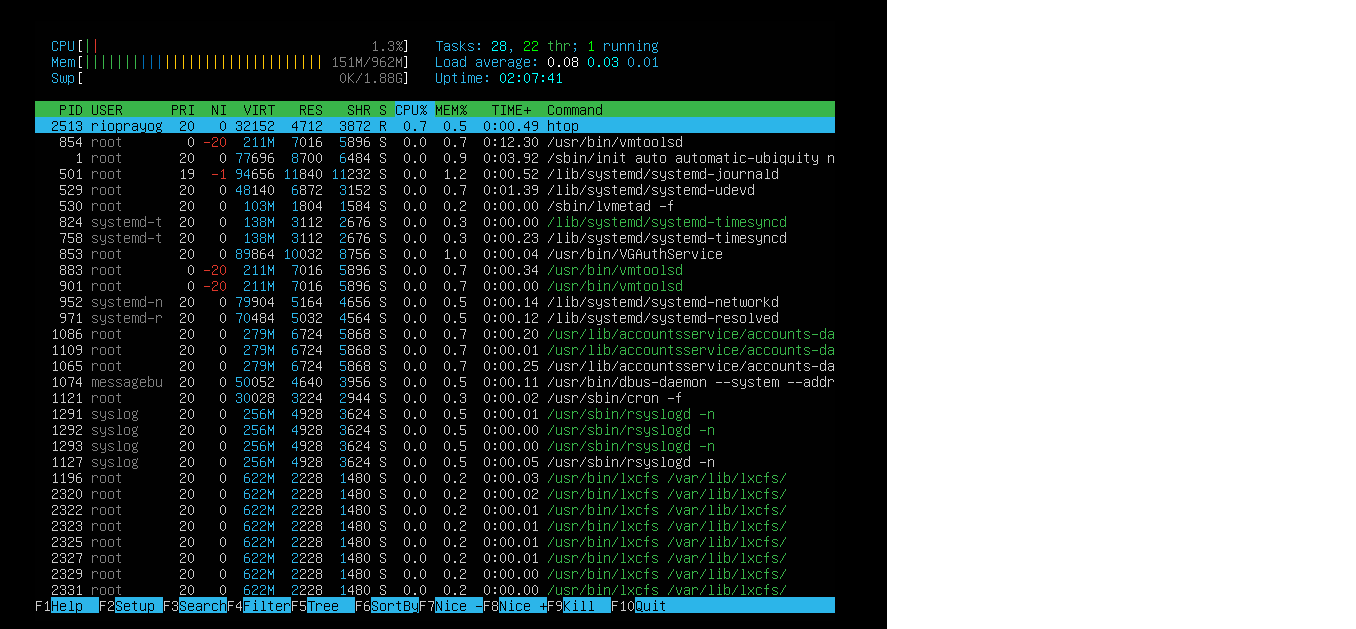 CPU[|| 1.3%] Tasks: 28, 22 thr; 1 running
Mem[|||||||||||||||||||||||||||||| 151M/962M] Load average: 0.08 0.03 0.01
Swp[ 0K/1.88G] Uptime: 02:07:41
PID USER PRI NI VIRT RES SHR S CPU% MEM% TIME+ Command
2513 rioprayog 20 0 32152 4712 3872 R 0.7 0.5 0:00.49 htop
854 root 0 -20 211M 7016 5896 S 0.0 0.7 0:12.30 /usr/bin/vmtoolsd
1 root 20 0 77696 8700 6484 S 0.0 0.9 0:03.92 /sbin/init auto automatic-ubiquity n
501 root 19 -1 94656 11840 11232 S 0.0 1.2 0:00.52 /lib/systemd/systemd-journald
529 root 20 0 48140 6872 3152 S 0.0 0.7 0:01.39 /lib/systemd/systemd-udevd
530 root 20 0 103M 1804 1584 S 0.0 0.2 0:00.00 /sbin/lvmetad -f
824 systemd-t 20 0 138M 3112 2676 S 0.0 0.3 0:00.00 /lib/systemd/systemd-timesyncd
758 systemd-t 20 0 138M 3112 2676 S 0.0 0.3 0:00.23 /lib/systemd/systemd-timesyncd
853 root 20 0 89864 10032 8756 S 0.0 1.0 0:00.04 /usr/bin/VGAuthService
883 root 0 -20 211M 7016 5896 S 0.0 0.7 0:00.34 /usr/bin/vmtoolsd
901 root 0 -20 211M 7016 5896 S 0.0 0.7 0:00.00 /usr/bin/vmtoolsd
952 systemd-n 20 0 79904 5164 4656 S 0.0 0.5 0:00.14 /lib/systemd/systemd-networkd
971 systemd-r 20 0 70484 5032 4564 S 0.0 0.5 0:00.12 /lib/systemd/systemd-resolved
1086 root 20 0 279M 6724 5868 S 0.0 0.7 0:00.20 /usr/lib/accountsservice/accounts-da
1109 root 20 0 279M 6724 5868 S 0.0 0.7 0:00.01 /usr/lib/accountsservice/accounts-da
1065 root 20 0 279M 6724 5868 S 0.0 0.7 0:00.25 /usr/lib/accountsservice/accounts-da
1074 messagebu 20 0 50052 4640 3956 S 0.0 0.5 0:00.11 /usr/bin/dbus-daemon --system --addr
1121 root 20 0 30028 3224 2944 S 0.0 0.3 0:00.02 /usr/sbin/cron -f
1291 syslog 20 0 256M 4928 3624 S 0.0 0.5 0:00.01 /usr/sbin/rsyslogd -n
1292 syslog 20 0 256M 4928 3624 S 0.0 0.5 0:00.00 /usr/sbin/rsyslogd -n
1293 syslog 20 0 256M 4928 3624 S 0.0 0.5 0:00.00 /usr/sbin/rsyslogd -n
1127 syslog 20 0 256M 4928 3624 S 0.0 0.5 0:00.05 /usr/sbin/rsyslogd -n
1196 root 20 0 622M 2228 1480 S 0.0 0.2 0:00.03 /usr/bin/lxcfs /var/lib/lxcfs/
2320 root 20 0 622M 2228 1480 S 0.0 0.2 0:00.02 /usr/bin/lxcfs /var/lib/lxcfs/
2322 root 20 0 622M 2228 1480 S 0.0 0.2 0:00.01 /usr/bin/lxcfs /var/lib/lxcfs/
2323 root 20 0 622M 2228 1480 S 0.0 0.2 0:00.01 /usr/bin/lxcfs /var/lib/lxcfs/
2325 root 20 0 622M 2228 1480 S 0.0 0.2 0:00.01 /usr/bin/lxcfs /var/lib/lxcfs/
2327 root 20 0 622M 2228 1480 S 0.0 0.2 0:00.01 /usr/bin/lxcfs /var/lib/lxcfs/
2329 root 20 0 622M 2228 1480 S 0.0 0.2 0:00.00 /usr/bin/lxcfs /var/lib/lxcfs/
2331 root 20 0 622M 2228 1480 S 0.0 0.2 0:00.00 /usr/bin/lxcfs /var/lib/lxcfs/
F1Help F2Setup F3SearchF4FilterF5Tree F6SortByF7Nice -F8Nice +F9Kill F10Quit